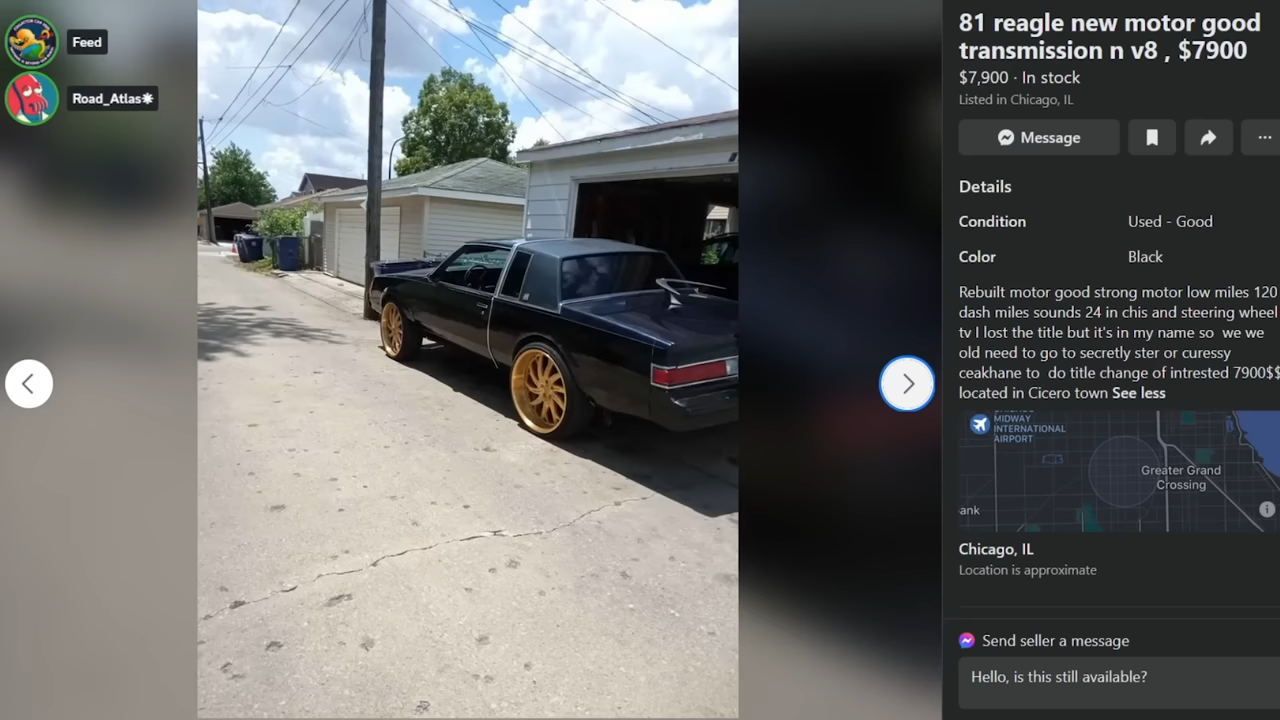 Feed
Road_Atlas✷
81 reagle new motor good
transmission n v8 , $7900
$7,900 · In stock
Listed in Chicago, IL
Message
Details
Condition Used - Good
Color Black
Rebuilt motor good strong motor low miles 120
dash miles sounds 24 in chis and steering wheel
tv I lost the title but it's in my name so we we
old need to go to secretly ster or curessy
ceakhane to do title change of intrested 7900$$
located in Cicero town See less
MIDWAY
INTERNATIONAL
AIRPORT
Greater Grand
Crossing
ank
Chicago, IL
Location is approximate
Send seller a message
Hello, is this still available?